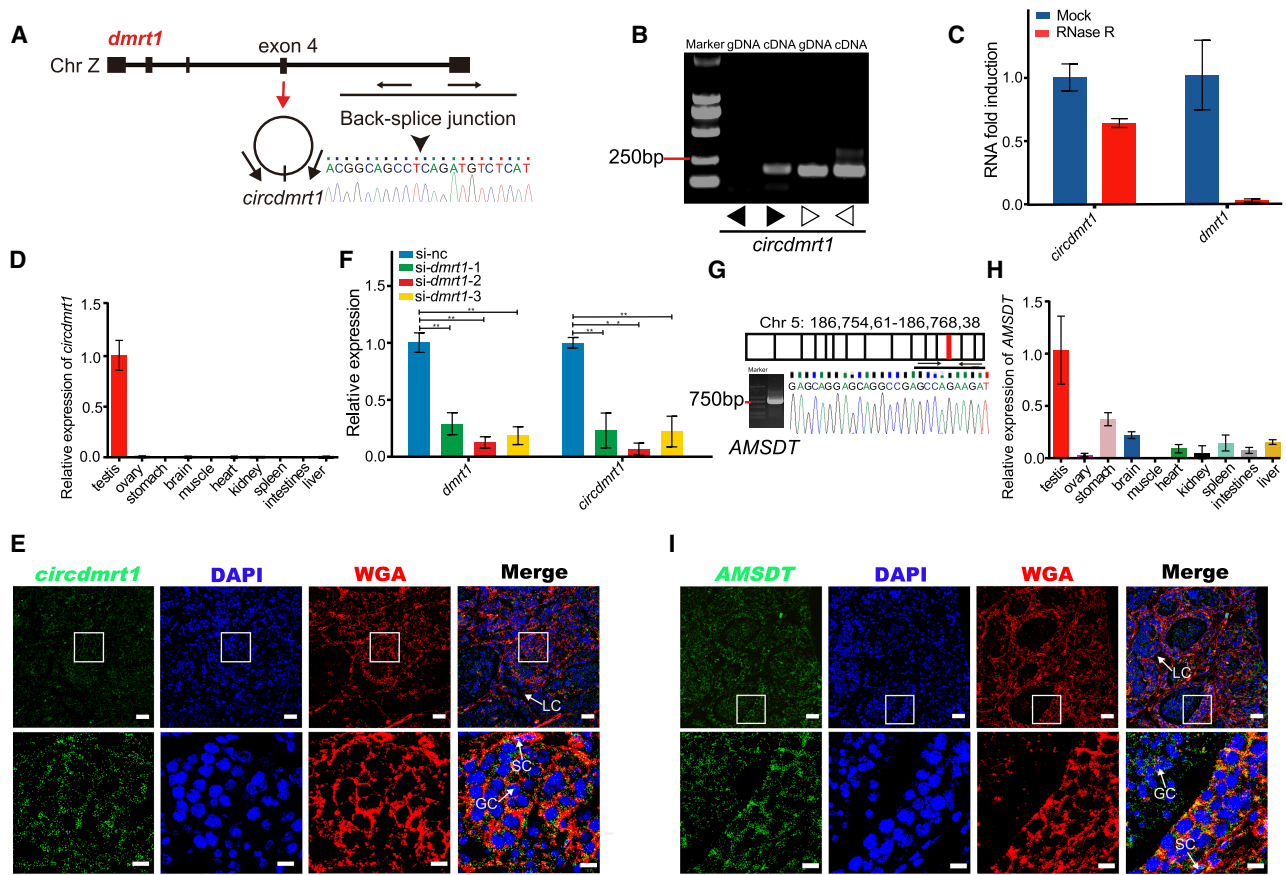 A
dmrt1
Chr Z
exon 4
Back-splice junction
ACGGCAGCCTCAGATGTCTCAT
circdmrt1
B
Marker gDNA cDNA gDNA cDNA
250bp
circdmrt1
C
Mock
RNase R
RNA fold induction
1.0
0.5
0.0
circdmrt1
dmrt1
D
Relative expression of circdmrt1
1.5
1.0
0.5
0.0
testis
ovary
stomach
brain
muscle
heart
kidney
spleen
intestines
liver
F
si-nc
si-dmrt1-1
si-dmrt1-2
si-dmrt1-3
Relative expression
1.5
1.0
0.5
0.0
** ** **
** ** **
dmrt1
circdmrt1
G
Chr 5: 186,754,61-186,768,38
Marker
750bp
GAGCAGGAGCAGGCCGAGCCAGAAGAT
AMSDT
H
Relative expression of AMSDT
1.5
1.0
0.5
0.0
testis
ovary
stomach
brain
muscle
heart
kidney
spleen
intestines
liver
E
circdmrt1 DAPI WGA Merge
LC
SC
GC
I
AMSDT DAPI WGA Merge
LC
GC
SC